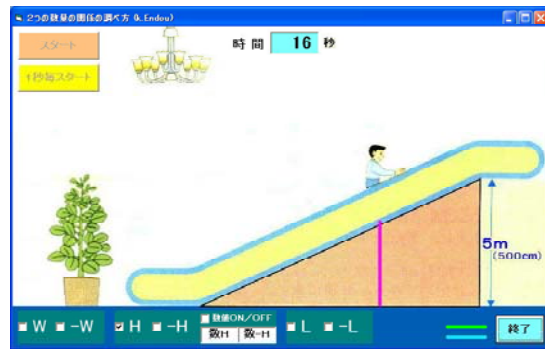 2つの数量の関係の調べ方 (k.Endou)
スタート
時間 16 秒
1秒毎スタート
5m
(500cm)
W -W H -H 数値ON/OFF L -L
数H 数-H
終了